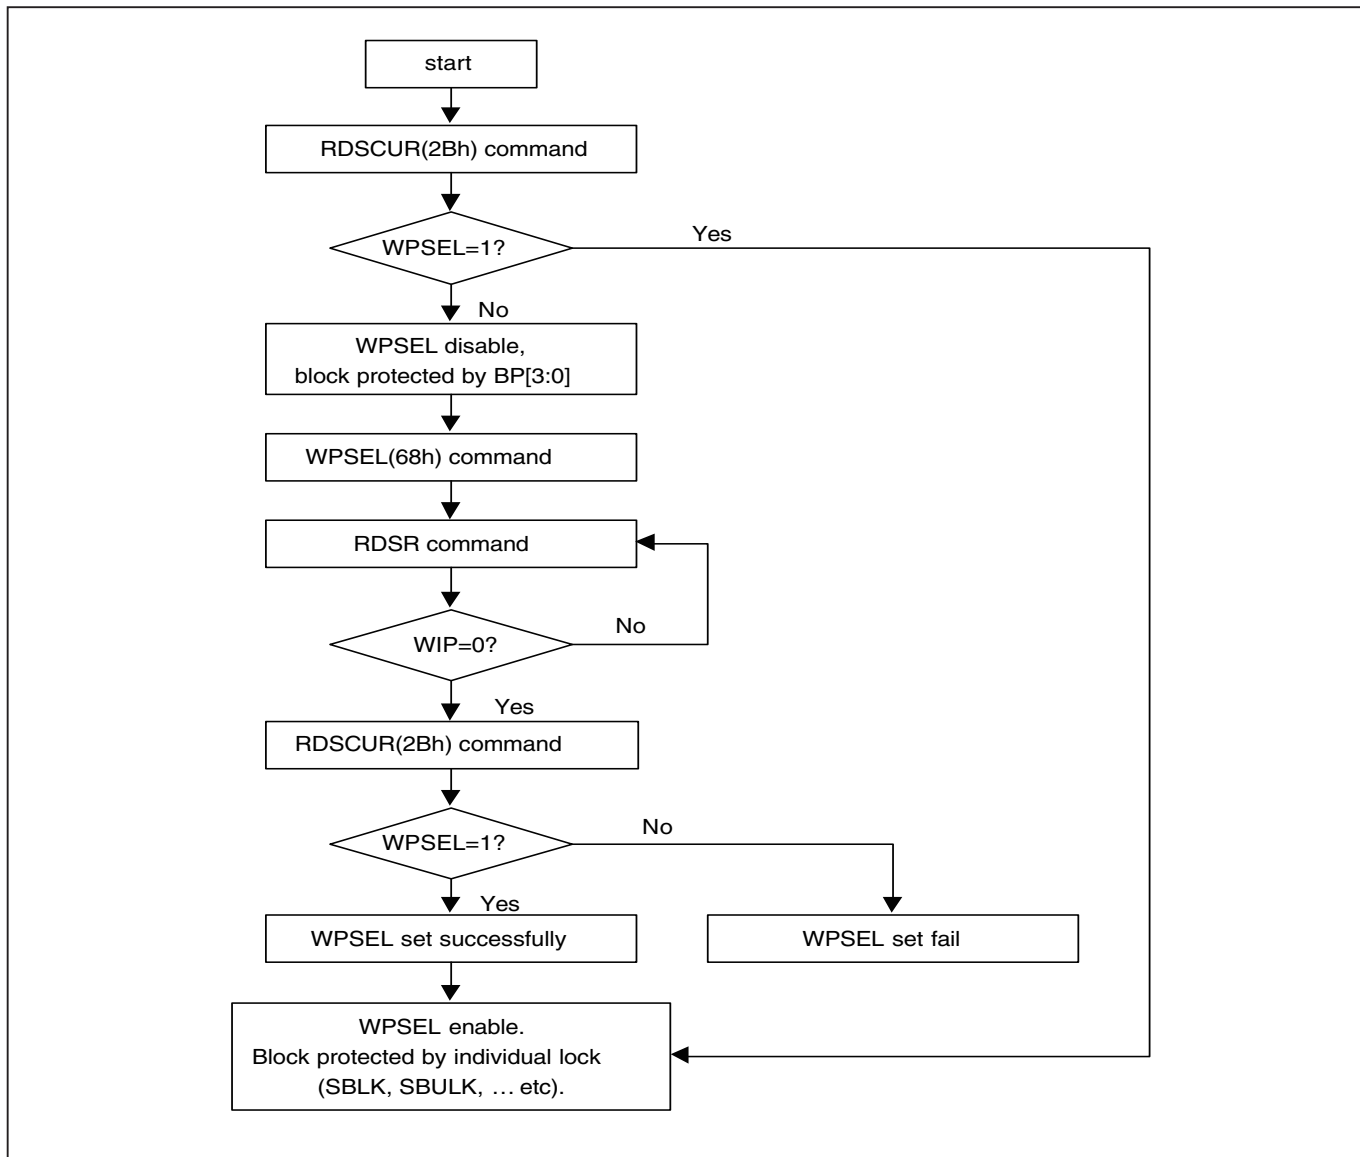 start
RDSCUR(2Bh) command
WPSEL=1?
Yes
No
WPSEL disable,
block protected by BP[3:0]
WPSEL(68h) command
RDSR command
WIP=0?
No
Yes
RDSCUR(2Bh) command
WPSEL=1?
No
Yes
WPSEL set successfully
WPSEL set fail
WPSEL enable.
Block protected by individual lock
(SBLK, SBULK, … etc).